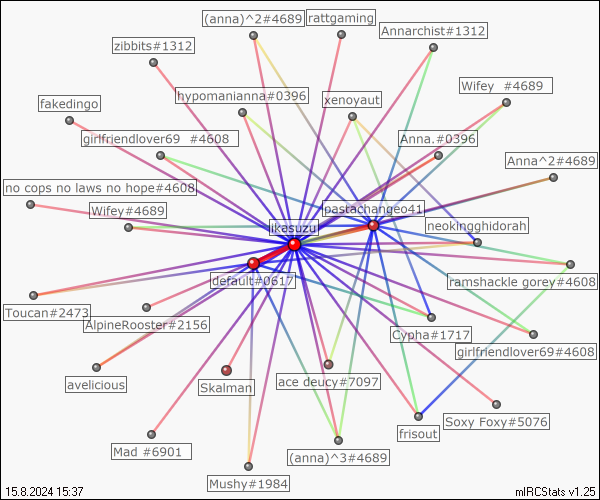 (anna)^2#4689
rattgaming
Annarchist#1312
zibbits#1312
Wifey #4689
hypomanianna#0396
xenoyaut
fakedingo
girlfriendlover69 #4608
Anna.#0396
Anna^2#4689
no cops no laws no hope#4608
Wifey#4689
pastachangeo41
ikesuzu
neokingghidorah
default#0617
ramshackle gorey#4608
Toucan#2473
AlpineRooster#2156
Cypha#1717
girlfriendlover69#4608
avelicious
Skalman
ace deucy#7097
Soxy Foxy#5076
frisout
Mad #6901
(anna)^3#4689
Mushy#1984
15.8.2024 15:37
mIRCStats v1.25